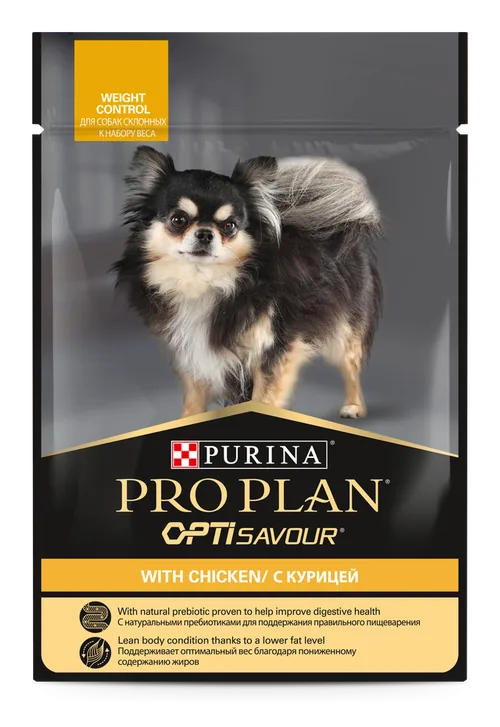 WEIGHT
CONTROL
ДЛЯ СОБАК СКЛОННЫХ
К НАБОРУ ВЕСА
PURINA®
PRO PLAN®
OPTISAVOUR®
WITH CHICKEN/ С КУРИЦЕЙ
With natural prebiotic proven to help improve digestive health
С натуральными пребиотиками для поддержания правильного пищеварения
Lean body condition thanks to a lower fat level
Поддерживает оптимальный вес благодаря пониженному
содержанию жиров